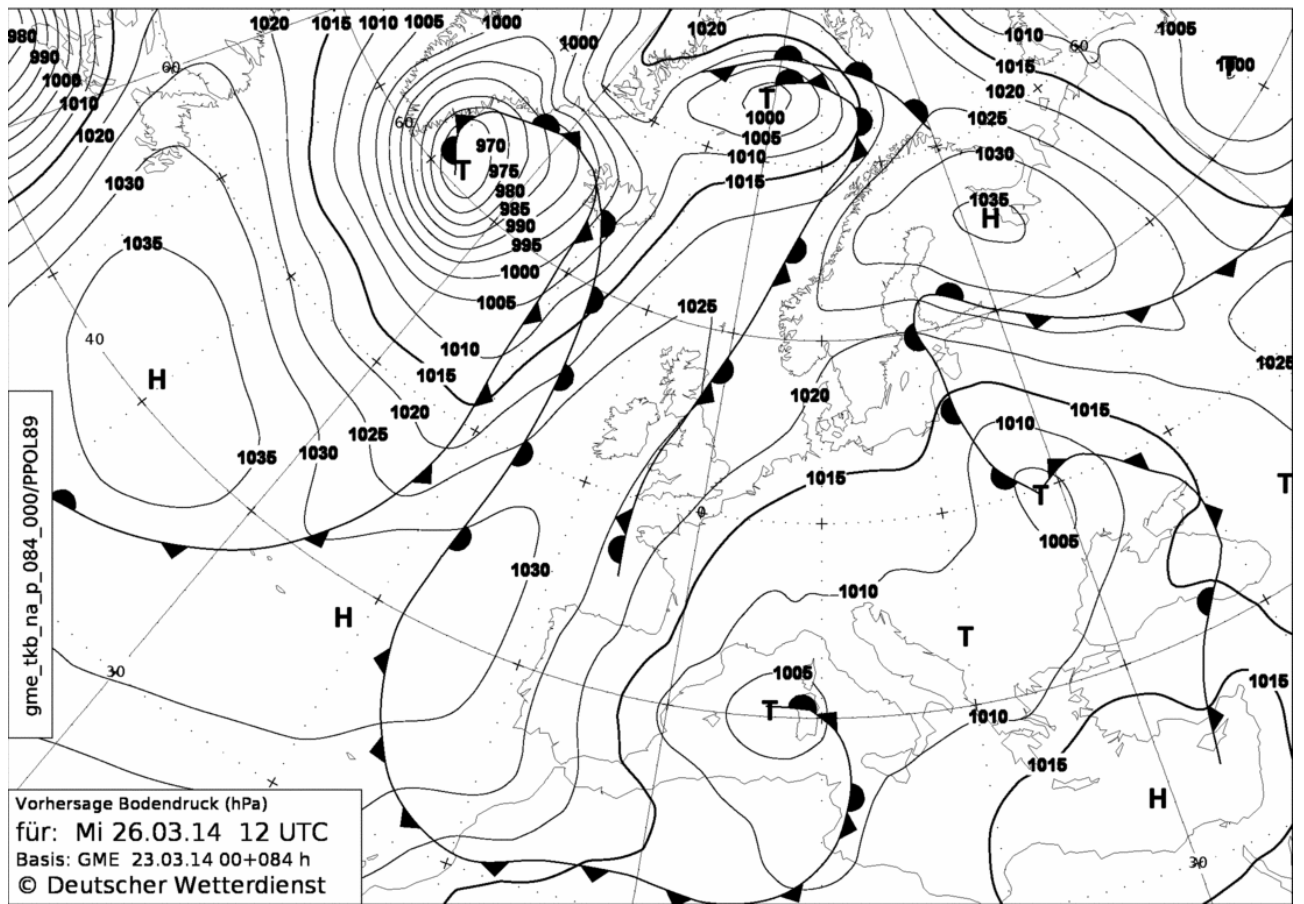 1020 1015 1010 1005 1000 1020 1005
980 1000 1010
990 1015 1000
1000 60 1020 60
1010 1025
1020 60 970 T 1000 1030
T 975 1005
1030 980 1010 1035
985 1015 H
990
1035 995
1000
1005 1025
40 1010 1025
H 1015 1020 1015
1020 1010
1025
1035 1030 1015 T
T
0 1005
1030 1010
H T
30 1005 1015
T 1010
1015
H
30
gme_tkb_na_p_084_000/PPOL89
Vorhersage Bodendruck (hPa)
für: Mi 26.03.14 12 UTC
Basis: GME 23.03.14 00+084 h
© Deutscher Wetterdienst